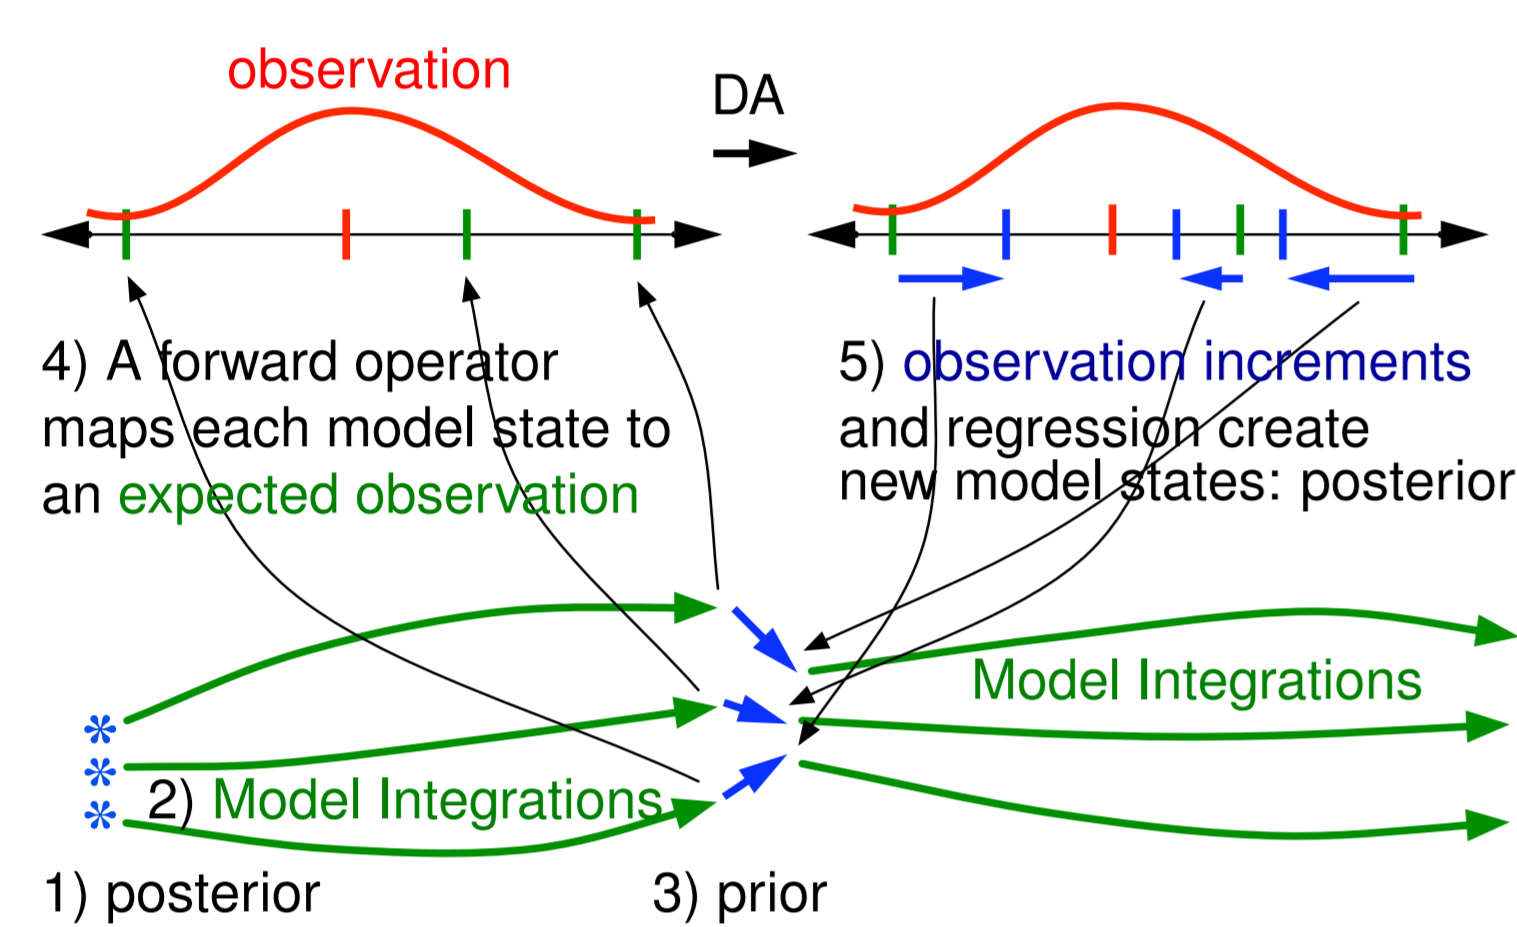 observation
DA
4) A forward operator
maps each model state to
an expected observation
5) observation increments
and regression create
new model states: posterior
Model Integrations
* 
*
*
2) Model Integrations
1) posterior
3) prior